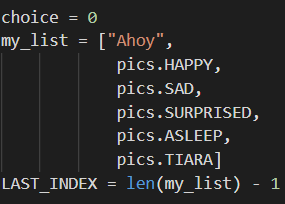 choice = 0
my_list = ["Ahoy",
pics.HAPPY,
pics.SAD,
pics.SURPRISED,
pics.ASLEEP,
pics.TIARA]
LAST_INDEX = len(my_list) - 1